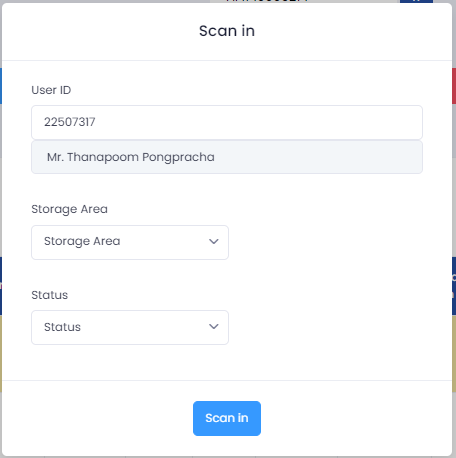 Scan in
User ID
22507317
Mr. Thanapoom Pongpracha
Storage Area
Storage Area
Status
Status
Scan in